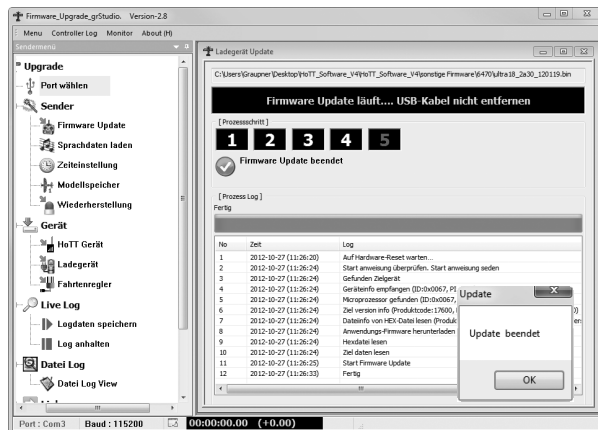 Firmware_Upgrade_grStudio. Version-2.8
Menu Controller Log Monitor About (H)
Sendermenü
Upgrade
Port wählen
Sender
Firmware Update
Sprachdaten laden
Zeiteinstellung
Modellspeicher
Wiederherstellung
Gerät
HoTT Gerät
Ladegerät
Fahrtenregler
Live Log
Logdaten speichern
Log anhalten
Datei Log
Datei Log View
Port : Com3 Baud : 115200 00:00:00.00 (+0.00)
Ladegerät Update
C:\Users\Graupner\Desktop\HoTT_Software_V4\HoTT_Software_V4\sonstige Firmware\6470\ultra18_2a30_120119.bin
Firmware Update läuft.... USB-Kabel nicht entfernen
[ Prozessschritt ]
1 2 3 4 5
Firmware Update beendet
[ Prozess Log ]
Fertig
No Zeit Log
1 2012-10-27 (11:26:20) Auf Hardware-Reset warten...
2 2012-10-27 (11:26:24) Start anweisung überprüfen. Start anweisung seden
3 2012-10-27 (11:26:24) Gefunden Zielgerät
4 2012-10-27 (11:26:24) Geräteinfo empfangen (ID:0x0067, PI
5 2012-10-27 (11:26:24) Microprozessor gefunden (ID:0x0067,
6 2012-10-27 (11:26:24) Ziel version info (Produktcode:17600,
7 2012-10-27 (11:26:24) Dateiinfo von HEX-Datei lesen (Produk
8 2012-10-27 (11:26:24) Anwendungs-Firmware herunterladen
9 2012-10-27 (11:26:24) Hexdatei lesen
10 2012-10-27 (11:26:24) Ziel daten lesen
11 2012-10-27 (11:26:25) Start Firmware Update
12 2012-10-27 (11:26:33) Fertig
Update
Update beendet
OK